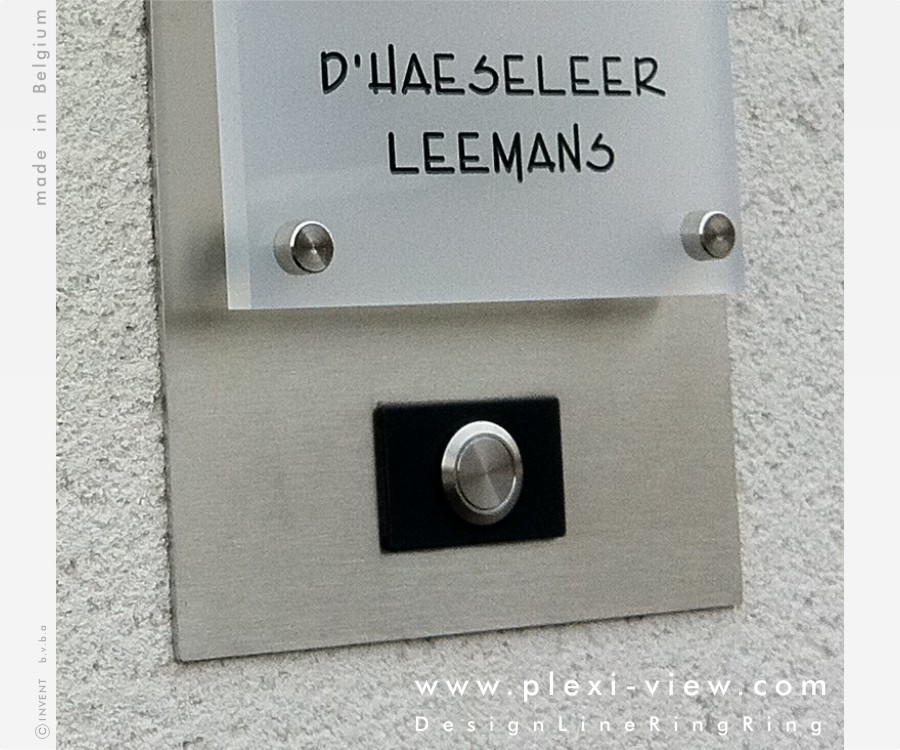 made in Belgium
D'HAESELEER
LEEMANS
www.plexi-view.com
DesignLineRingRing
© INVENT b.v.b.a